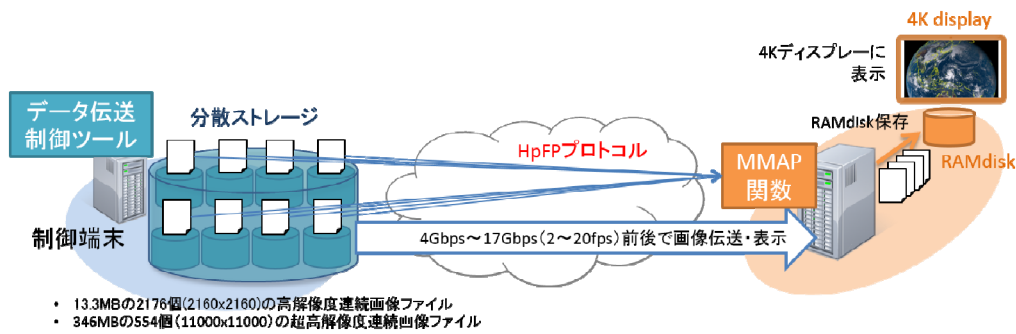 4K display
4Kディスプレーに
表示
データ伝送
制御ツール
分散ストレージ
HpFPプロトコル
RAMdisk保存
MMAP
関数
RAMdisk
制御端末
4Gbps～17Gbps(2～20fps)前後で画像伝送・表示
• 13.3MBの2176個(2160x2160)の高解像度連続画像ファイル
• 346MBの554個(11000x11000)の超高解像度連続画像ファイル